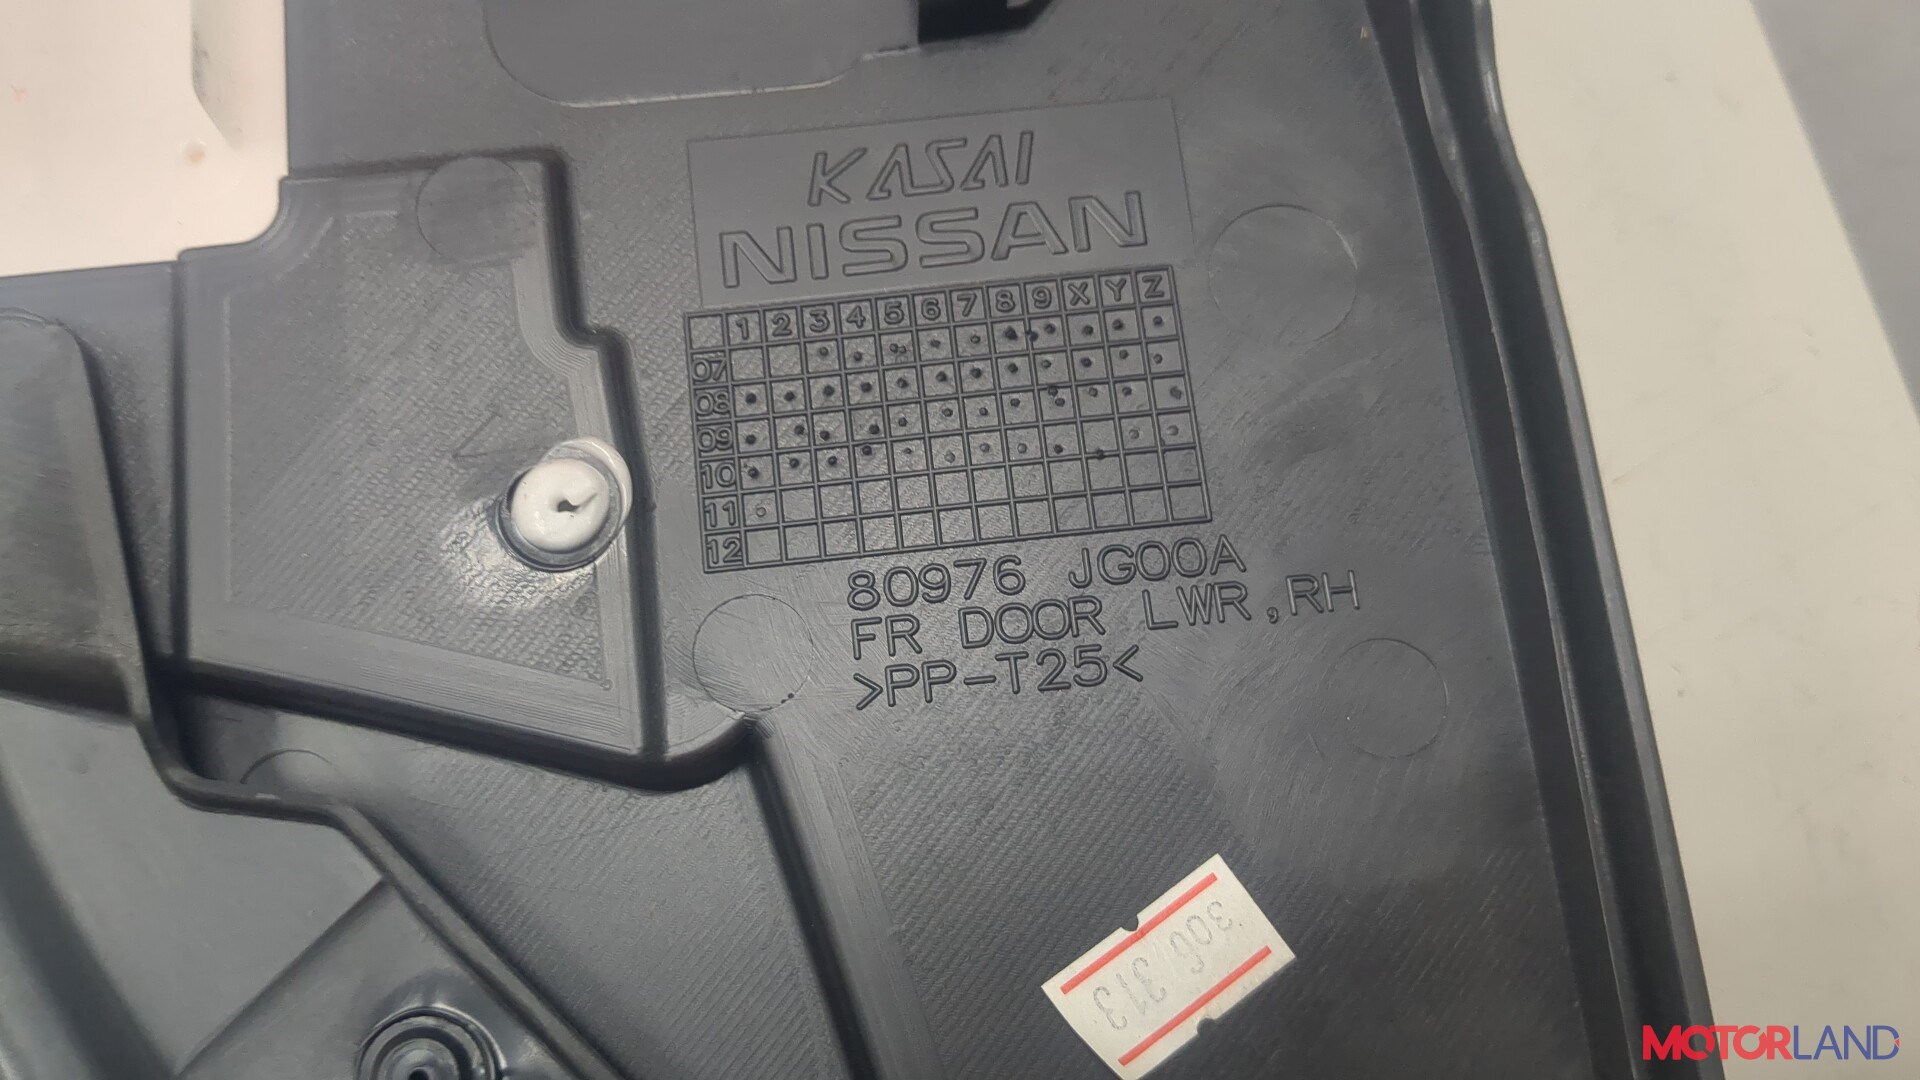 KASAI
NISSAN
1 2 3 4 5 6 7 8 9 X Y Z
07
08
09
10
11
12
80976 JG00A
FR DOOR LWR,RH
>PP-T25<
306/313
MOTORLAND